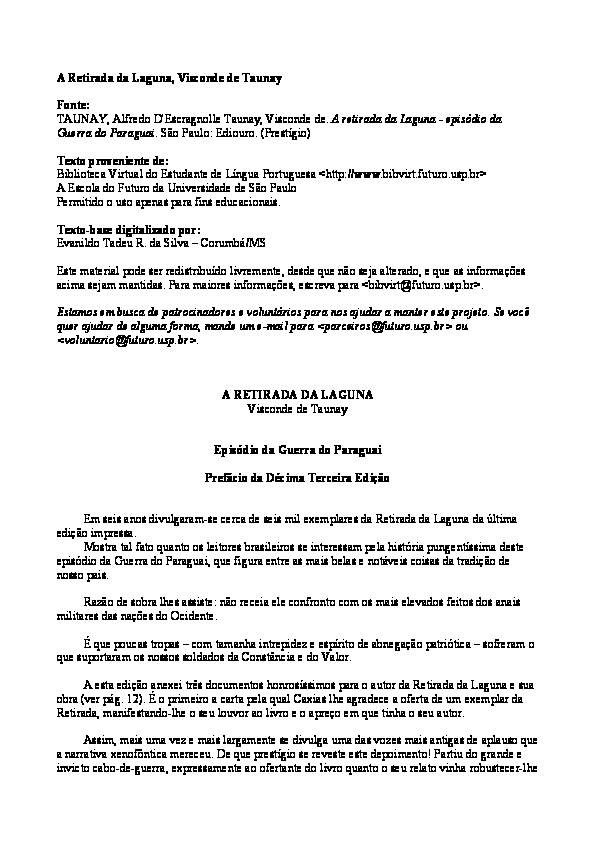 A Retirada da Laguna, Visconde de Taunay
Fonte:
TAUNAY, Alfredo D'Escragnolle Taunay, Visconde de. A retirada da Laguna - episódio da
Guerra do Paraguai. São Paulo: Ediouro. (Prestígio)
Texto proveniente de:
Biblioteca Virtual do Estudante de Língua Portuguesa <http://www.bibvirt.futuro.usp.br>
A Escola do Futuro da Universidade de São Paulo
Permitido o uso apenas para fins educacionais.
Texto-base digitalizado por:
Evanildo Tadeu R. da Silva – Corumbá/MS
Este material pode ser redistribuído livremente, desde que não seja alterado, e que as informações
acima sejam mantidas. Para maiores informações, escreva para <bibvirt@futuro.usp.br>.
Estamos em busca de patrocinadores e voluntários para nos ajudar a manter este projeto. Se você
quer ajudar de alguma forma, mande um e-mail para <parceiros@futuro.usp.br> ou
<voluntario@futuro.usp.br>.
A RETIRADA DA LAGUNA
Visconde de Taunay
Episódio da Guerra do Paraguai
Prefácio da Décima Terceira Edição
Em seis anos divulgaram-se cerca de seis mil exemplares da Retirada da Laguna da última
edição impressa.
Mostra tal fato quanto os leitores brasileiros se interessam pela história pungentíssima deste
episódio da Guerra do Paraguai, que figura entre as mais belas e notáveis coisas da tradição de
nosso país.
Razão de sobra lhes assiste: não receia ele confronto com os mais elevados feitos dos anais
militares das nações do Ocidente.
É que poucas tropas – com tamanha intrepidez e espírito de abnegação patriótica – sofreram o
que suportaram os nossos soldados da Constância e do Valor.
A esta edição anexei três documentos honrosíssimos para o autor da Retirada da Laguna e sua
obra (ver pág. 12). É o primeiro a carta pela qual Caxias lhe agradece a oferta de um exemplar da
Retirada, manifestando-lhe o seu louvor ao livro e o apreço em que tinha o seu autor.
Assim, mais uma vez e mais largamente se divulga uma das vozes mais antigas de aplauso que
a narrativa xenofôntica mereceu. De que prestígio se reveste este depoimento! Partiu do grande e
invicto cabo-de-guerra, expressamente ao ofertante do livro quanto o seu relato vinha robustecer-lhe